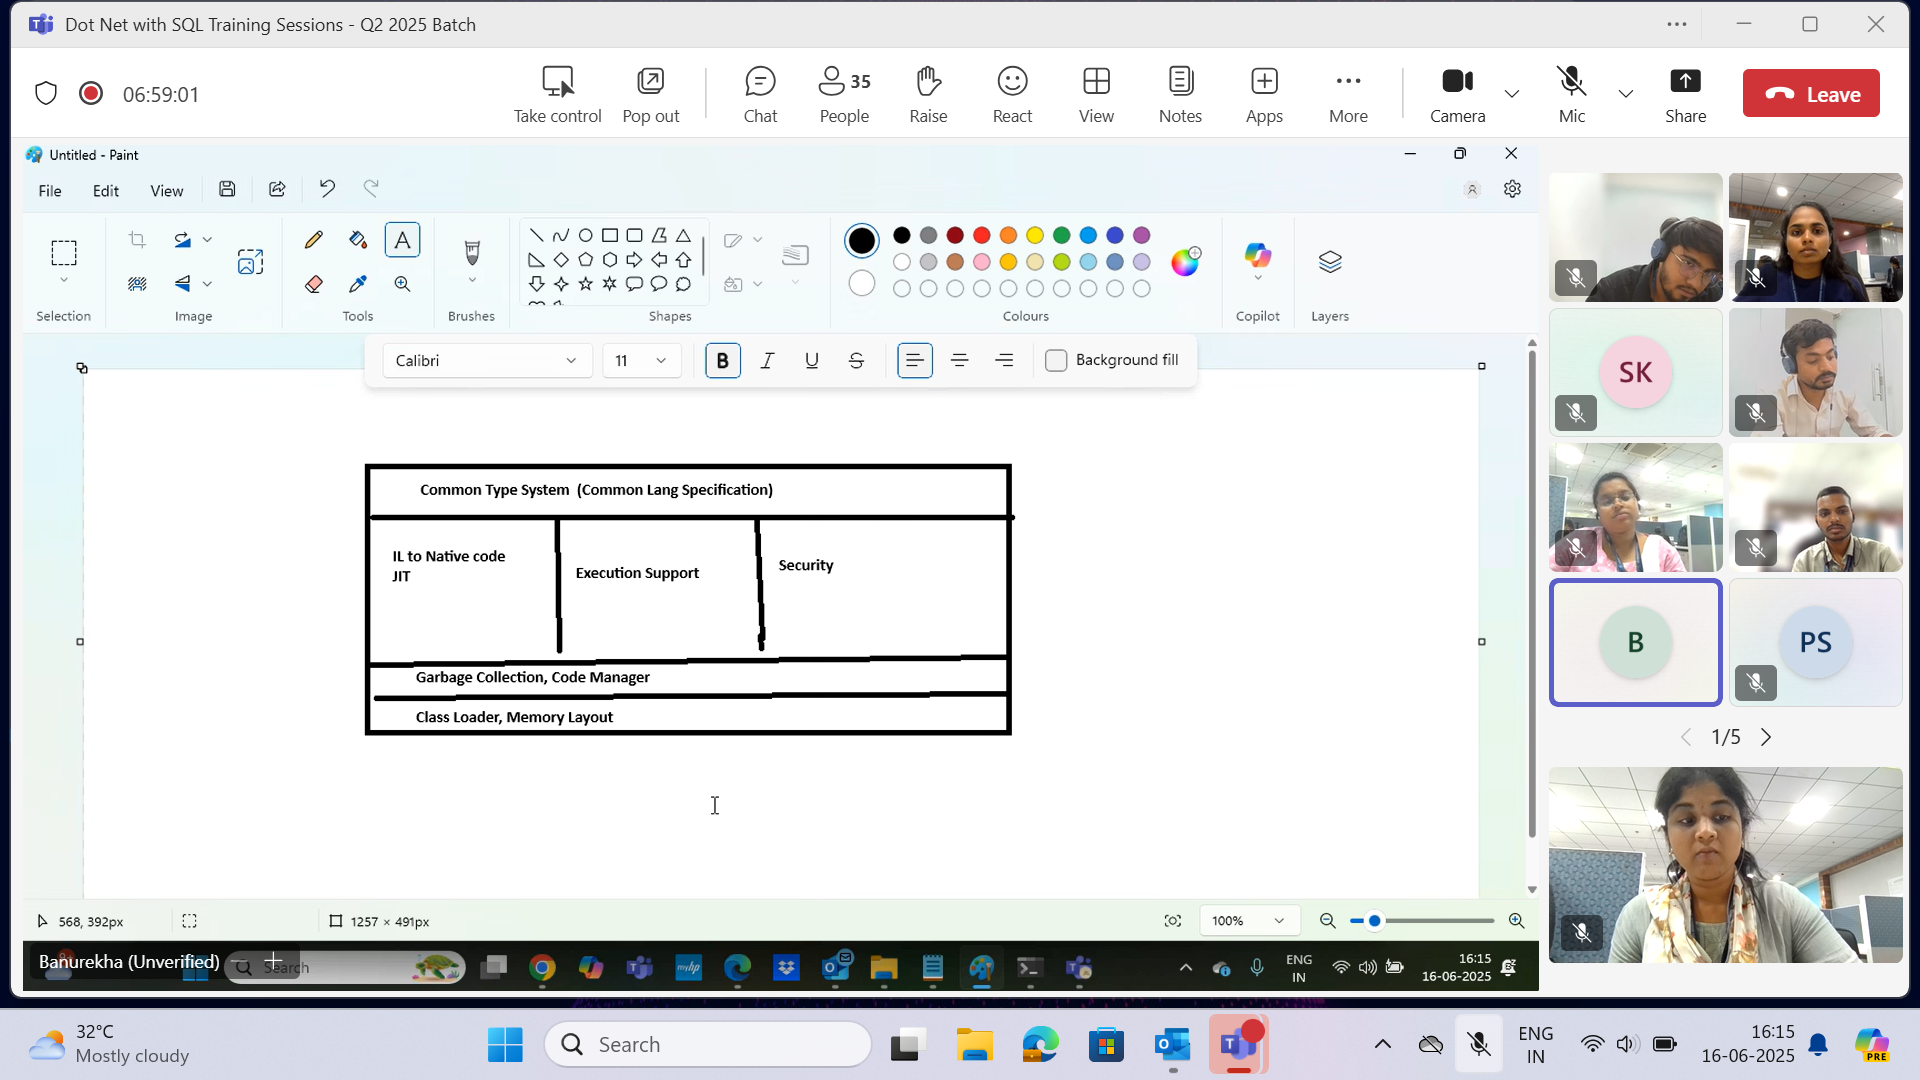 Dot Net with SQL Training Sessions - Q2 2025 Batch
06:59:01
Take control
Pop out
Chat
35
People
Raise
React
View
Notes
Apps
More
Camera
Mic
Share
Leave
Untitled - Paint
File
Edit
View
Selection
Image
A
Tools
Brushes
Shapes
Colours
Copilot
Layers
Calibri
11
B
I
U
Background fill
Common Type System (Common Lang Specification)
IL to Native code
JIT
Execution Support
Security
Garbage Collection, Code Manager
Class Loader, Memory Layout
568, 392px
1257 × 491px
100%
SK
B
PS
1/5
Banurekha (Unverified)
Search
myhp
ENG
IN
16:15
16-06-2025
32°C
Mostly cloudy
Search
ENG
IN
16:15
16-06-2025
PRE